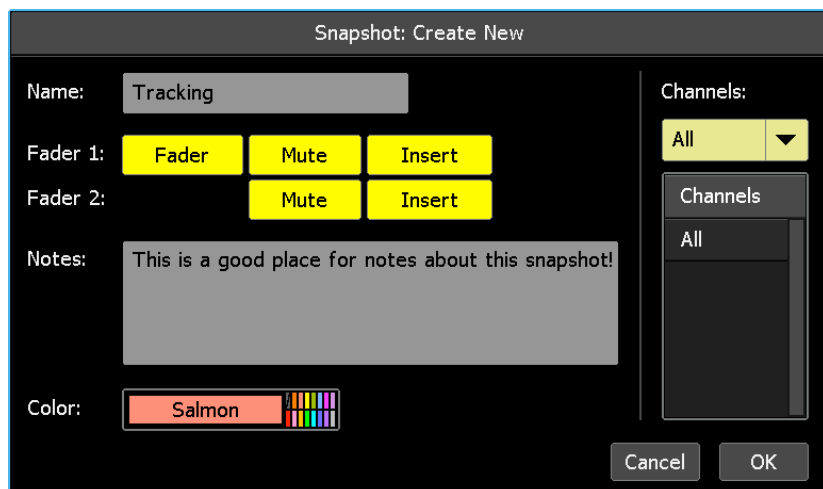 Snapshot: Create New
Name: Tracking
Fader 1: Fader Mute Insert
Fader 2: Mute Insert
Notes: This is a good place for notes about this snapshot!
Color: Salmon
Channels:
All
Channels
All
Cancel OK